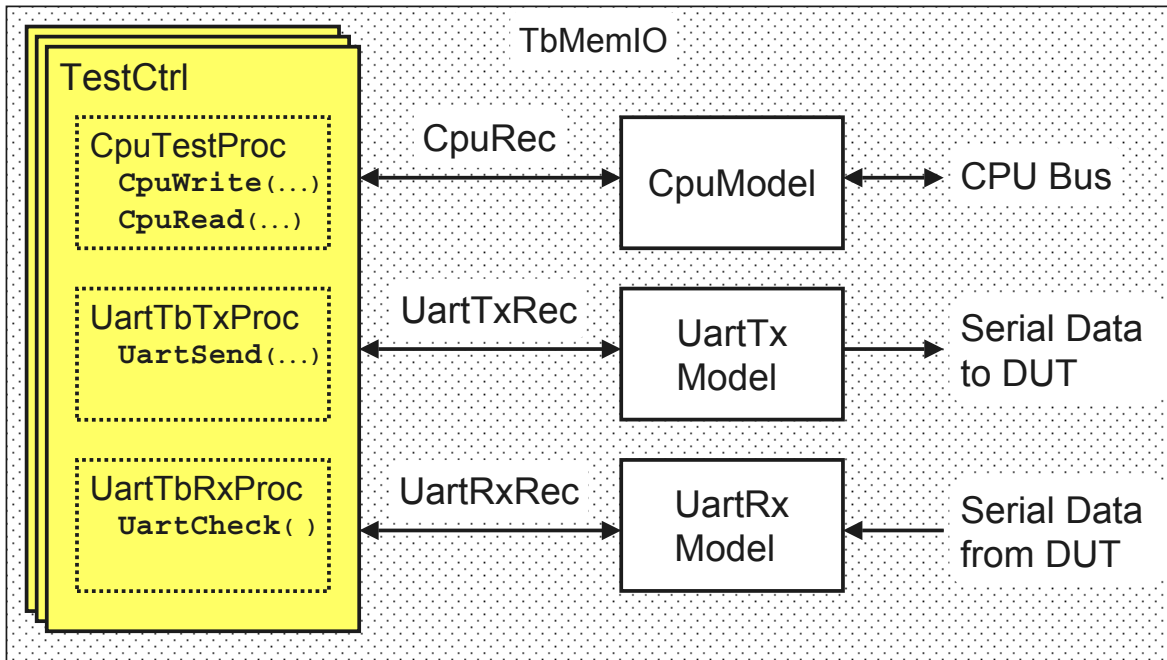 TbMemIO
TestCtrl
CpuTestProc
CpuWrite(...)
CpuRead(...)
CpuRec
CpuModel
CPU Bus
UartTbTxProc
UartSend(...)
UartTxRec
UartTx
Model
Serial Data
to DUT
UartTbRxProc
UartCheck( )
UartRxRec
UartRx
Model
Serial Data
from DUT